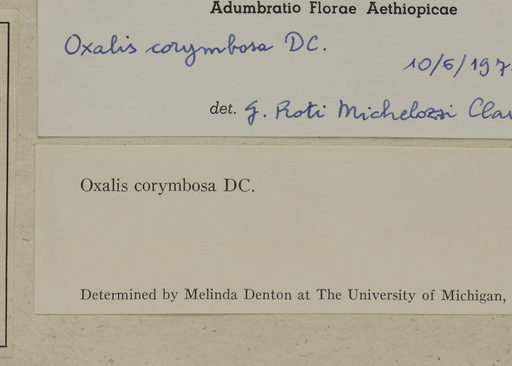 Adumbratio Florae Aethiopicae
Oxalis corymbosa DC.
10/6/197
det. G. Roti Michelozzi Clav
Oxalis corymbosa DC.
Determined by Melinda Denton at The University of Michigan,